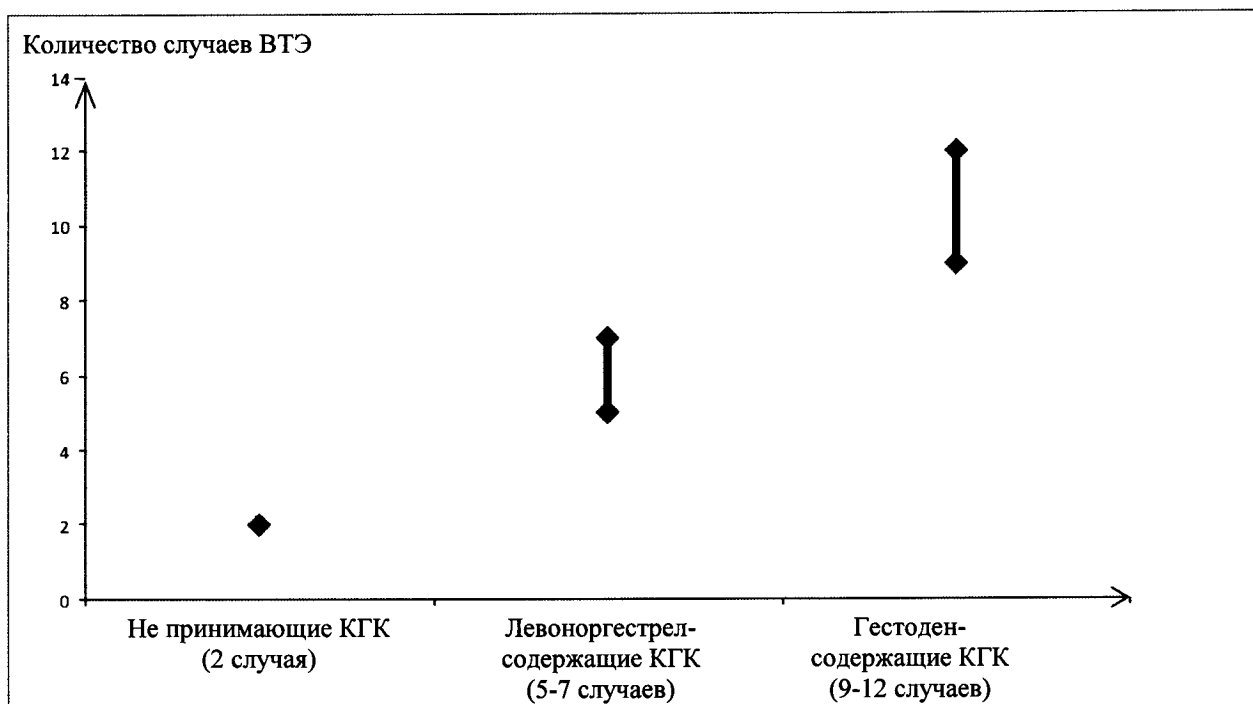 Количество случаев ВТЭ
14
12
10
8
6
4
2
0
Не принимающие КГК
(2 случая)
Левоноргестрел-
содержащие КГК
(5-7 случаев)
Гестоден-
содержащие КГК
(9-12 случаев)